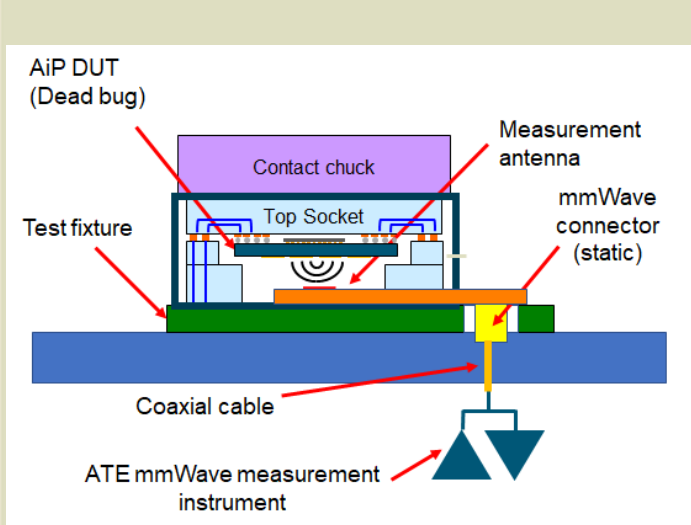 AiP DUT
(Dead bug)
Measurement
antenna
Contact chuck
mmWave
connector
(static)
Top Socket
Test fixture
Coaxial cable
ATE mmWave measurement
instrument